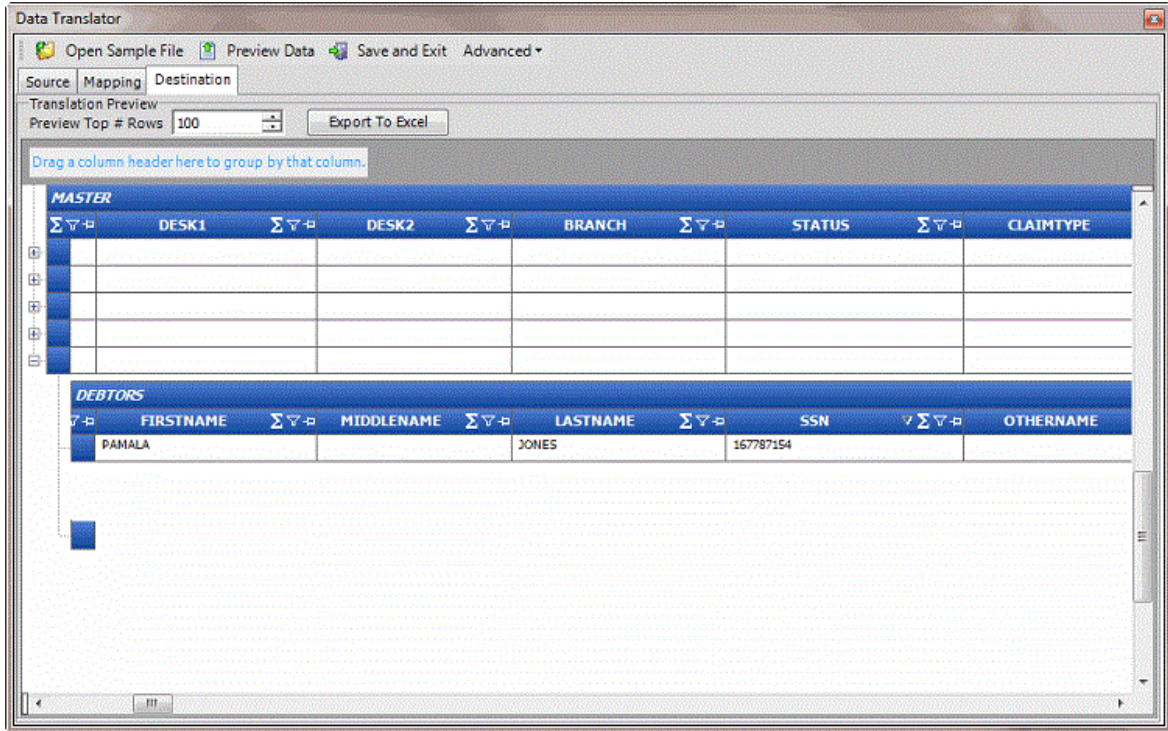 Data Translator
Open Sample File Preview Data Save and Exit Advanced
Source Mapping Destination
Translation Preview
Preview Top # Rows 100 Export To Excel
Drag a column header here to group by that column.
MASTER
DESK1 DESK2 BRANCH STATUS CLAIMTYPE
DEBTORS
FIRSTNAME MIDDLENAME LASTNAME SSN OTHERNAME
PAMALA JONES 167787154